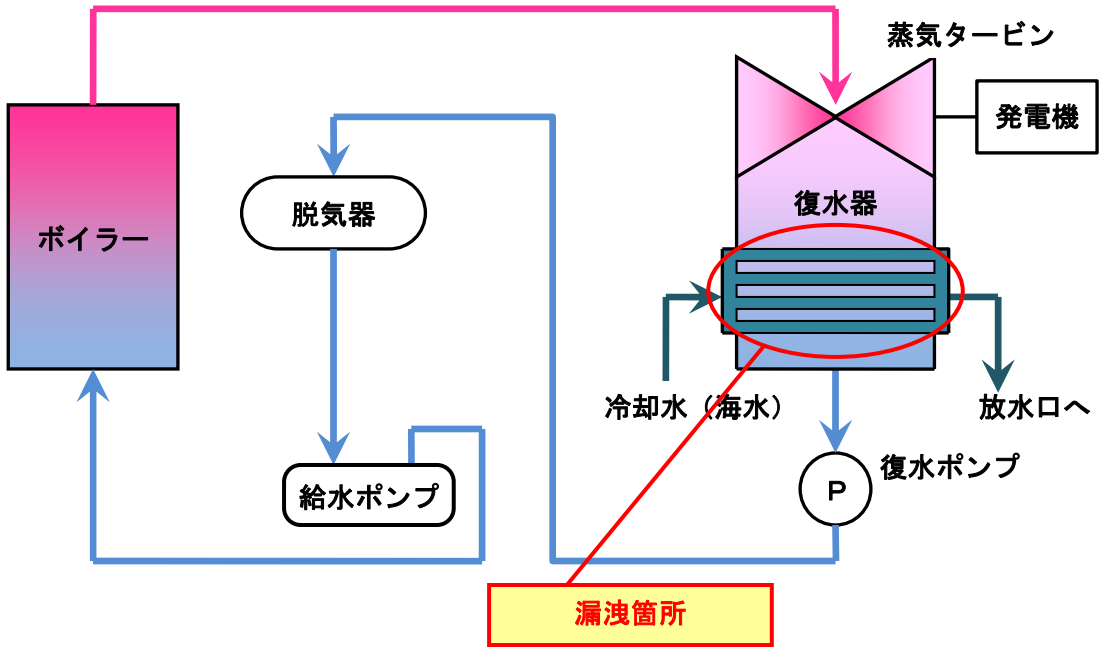 蒸気タービン
発電機
復水器
脱気器
ボイラー
冷却水（海水）
放水口へ
復水ポンプ
P
給水ポンプ
漏洩箇所